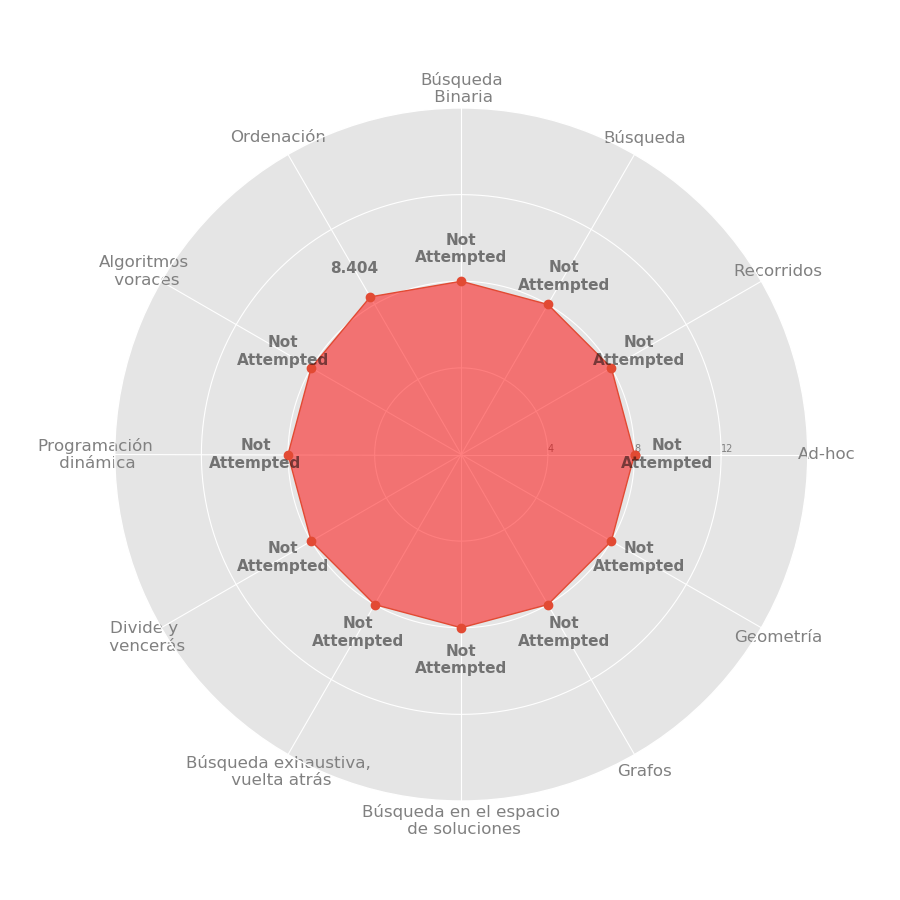 Búsqueda
Binaria
Ordenación
Búsqueda
Not
Attempted
Algoritmos
voraces
8.404
Not
Attempted
Recorridos
Not
Attempted
Not
Attempted
Programación
dinámica
Not
Attempted
4
8
Not
Attempted
12
Ad-hoc
Not
Attempted
Not
Attempted
Divide y
vencerás
Not
Attempted
Not
Attempted
Geometría
Not
Attempted
Búsqueda exhaustiva,
vuelta atrás
Grafos
Búsqueda en el espacio
de soluciones